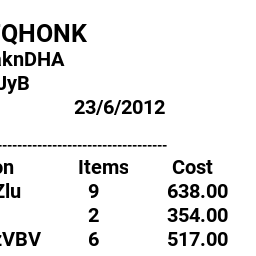 QHONK
aknDHA
JyB
23/6/2012
--------------------------------------
on Items Cost
Zlu 9 638.00
2 354.00
zVBV 6 517.00